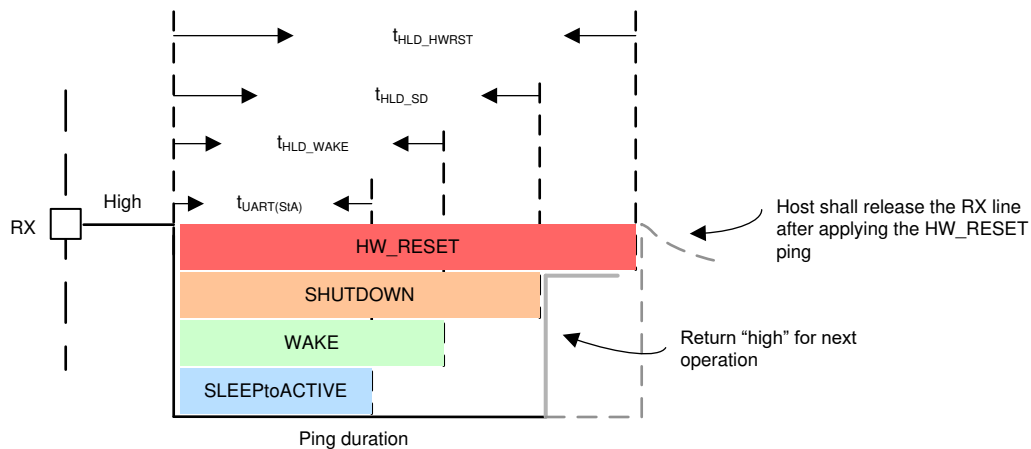 tHLD_HWRST
tHLD_SD
tHLD_WAKE
High
tUART(StA)
RX
HW_RESET
Host shall release the RX line
after applying the HW_RESET
ping
SHUTDOWN
WAKE
Return “high” for next
operation
SLEEPtoACTIVE
Ping duration